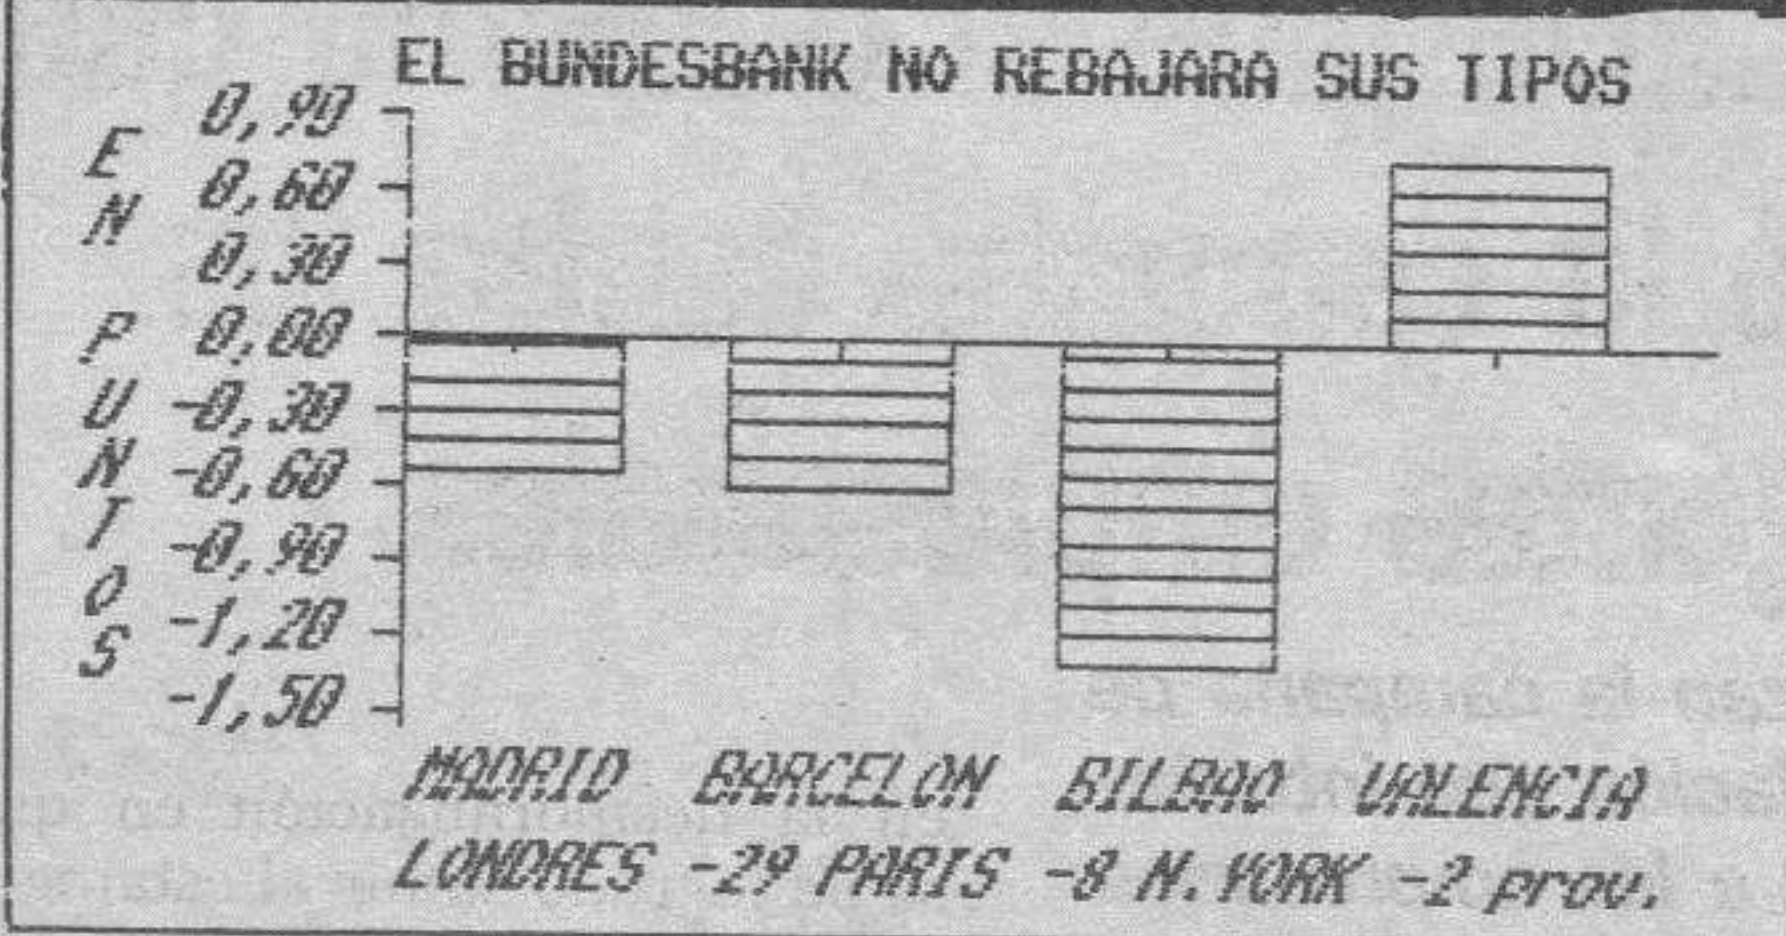 EL BUNDESBANK NO REBAJARA SUS TIPOS
EN PUNTOS
0,90
0,60
0,30
0,00
-0,30
-0,60
-0,90
-1,20
-1,50
MADRID BARCELON BILBAO VALENCIA
LONDRES -29 PARIS -8 N.YORK -2 prov.